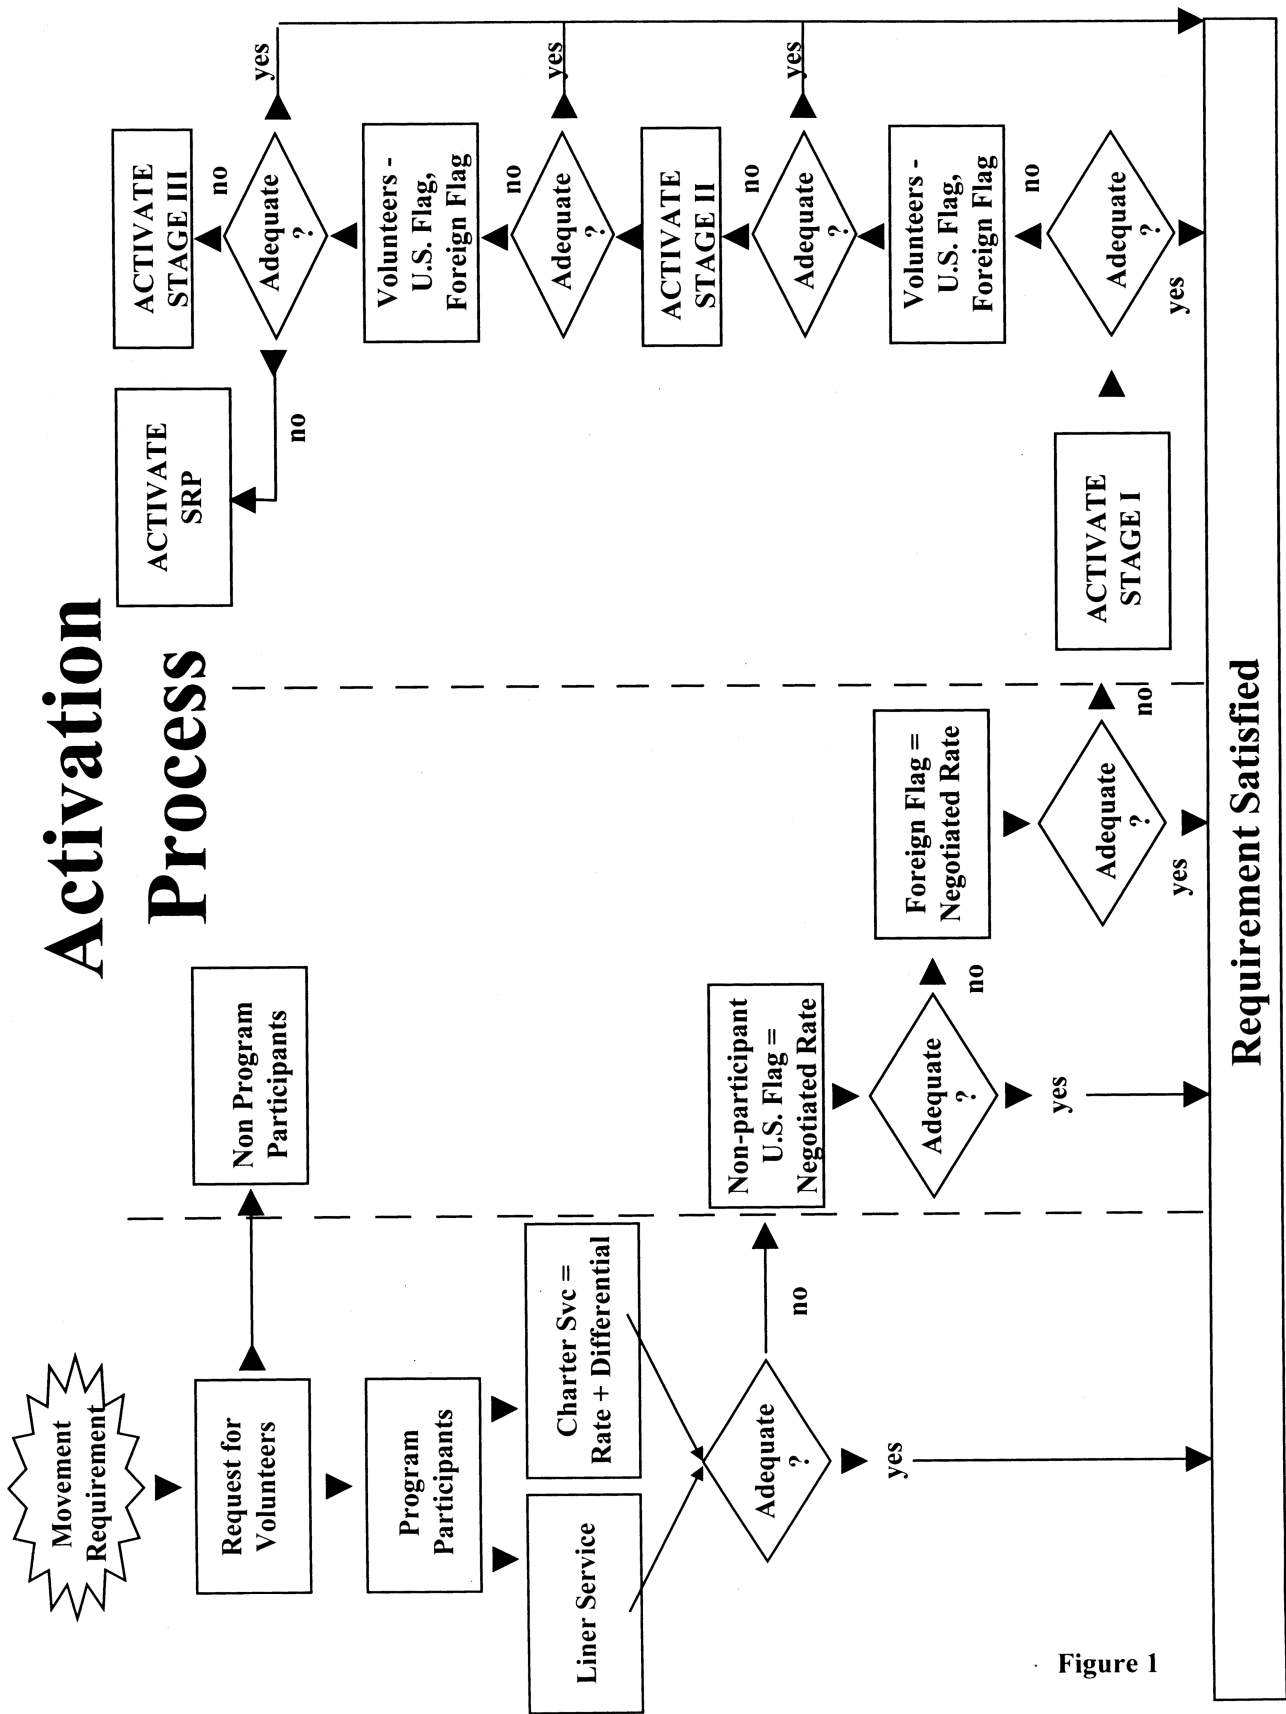 Activation
Process
Movement
Requirement
Request for
Volunteers
Non Program
Participants
Program
Participants
Liner Service
Charter Svc =
Rate + Differential
Adequate
?
yes
no
Non-participant
U.S. Flag =
Negotiated Rate
Adequate
?
yes
no
Foreign Flag =
Negotiated Rate
Adequate
?
yes
no
ACTIVATE
STAGE I
Adequate
?
yes
no
Volunteers -
U.S. Flag,
Foreign Flag
Adequate
?
yes
no
ACTIVATE
STAGE II
Adequate
?
yes
no
Volunteers -
U.S. Flag,
Foreign Flag
Adequate
?
yes
no
ACTIVATE
STAGE III
no
ACTIVATE
SRP
Requirement Satisfied
Figure 1